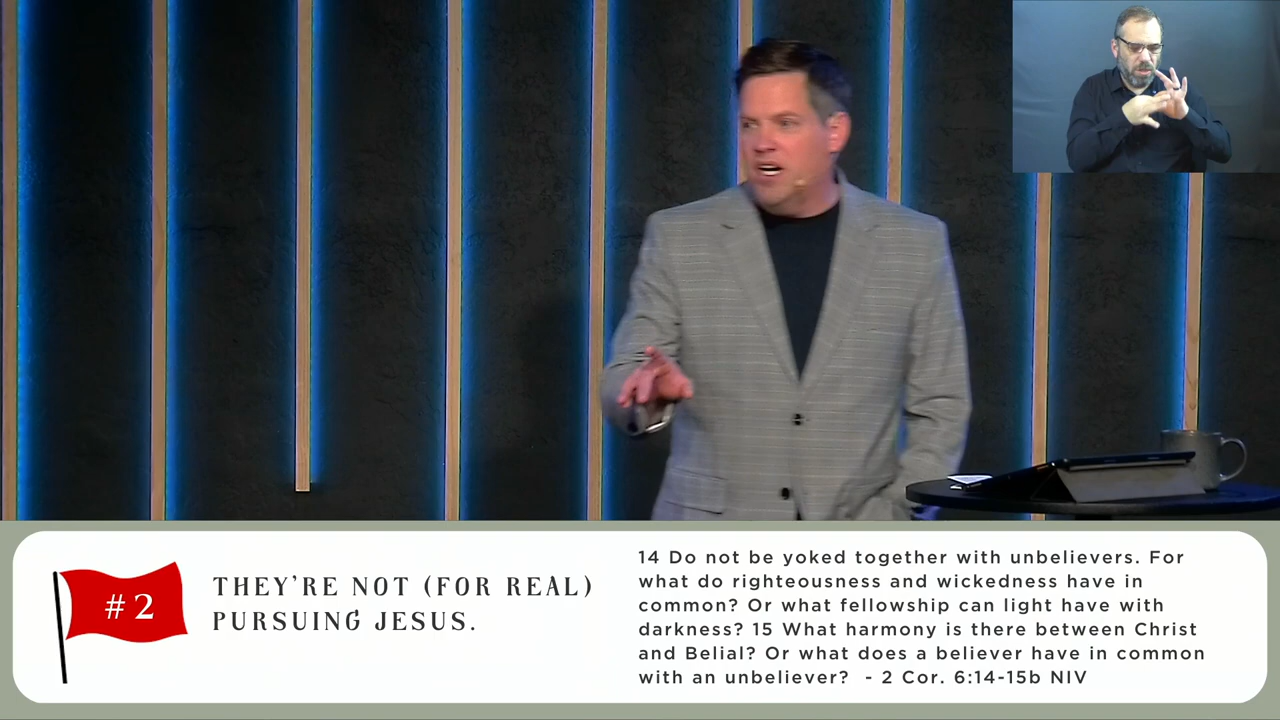 #2
THEY'RE NOT (FOR REAL)
PURSUING JESUS.
14 Do not be yoked together with unbelievers. For
what do righteousness and wickedness have in
common? Or what fellowship can light have with
darkness? 15 What harmony is there between Christ
and Belial? Or what does a believer have in common
with an unbeliever?  - 2 Cor. 6:14-15b NIV